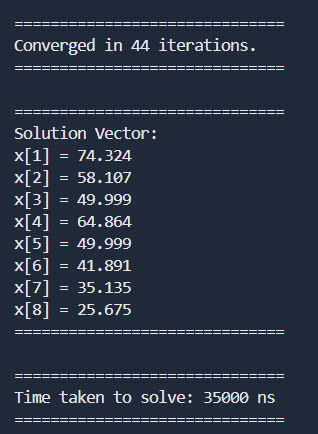 ==============================
Converged in 44 iterations.
==============================

==============================
Solution Vector:
x[1] = 74.324
x[2] = 58.107
x[3] = 49.999
x[4] = 64.864
x[5] = 49.999
x[6] = 41.891
x[7] = 35.135
x[8] = 25.675
==============================

==============================
Time taken to solve: 35000 ns
==============================